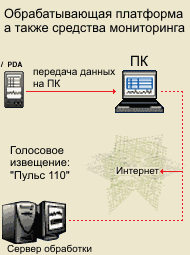 Обрабатывающая платформа
а также средства мониторинга
/ PDA
ПК
передача данных
на ПК
Голосовое
извещение:
"Пульс 110"
Интернет
Сервер обработки